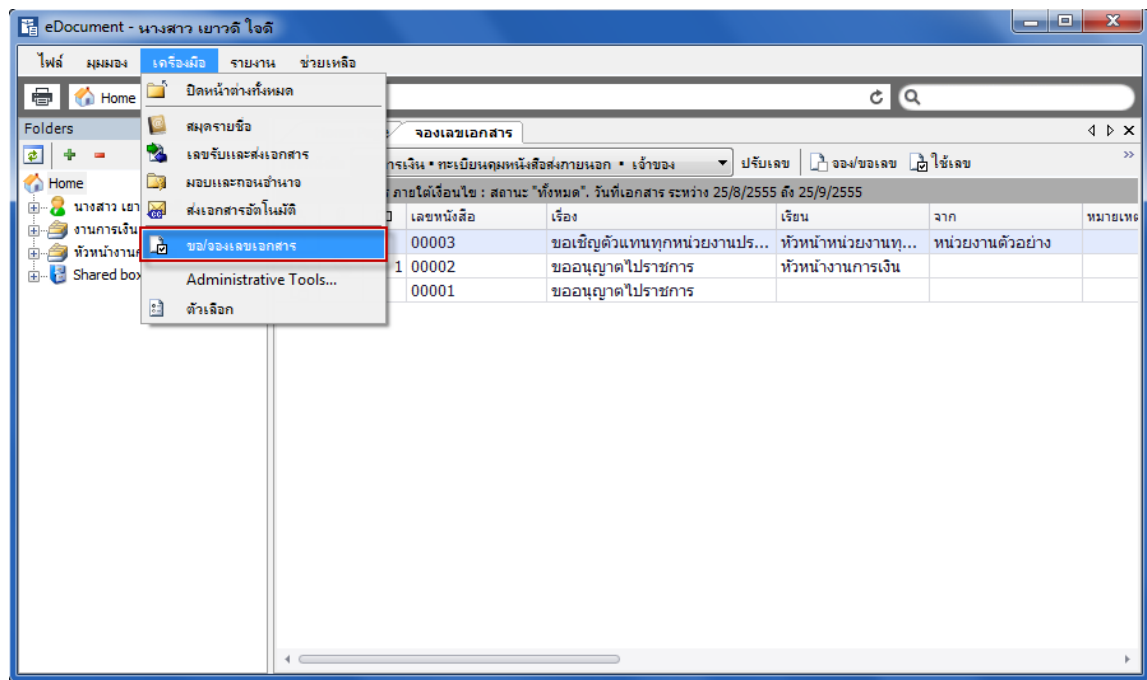 eDocument - นางสาว เยาวดี ใจดี
ไฟล์ มุมมอง เครื่องมือ รายงาน ช่วยเหลือ
Home
ปิดหน้าต่างทั้งหมด
สมุดรายชื่อ
เลขรับและส่งเอกสาร
มอบและถอนอำนาจ
ส่งเอกสารอัตโนมัติ
ขอ/จองเลขเอกสาร
Administrative Tools...
ตัวเลือก
Folders
Home
นางสาว เยา
งานการเงิน
หัวหน้างาน
Shared box
จองเลขเอกสาร
การเงิน • ทะเบียนคุมหนังสือส่งภายนอก • เจ้าของ ปรับเลข จอง/ขอเลข ใช้เลข
ภายใต้เงื่อนไข : สถานะ "ทั้งหมด". วันที่เอกสาร ระหว่าง 25/8/2555 ถึง 25/9/2555
เลขหนังสือ เรื่อง เรียน จาก หมายเหต
00003 ขอเชิญตัวแทนทุกหน่วยงานปร... หัวหน้าหน่วยงานทุ... หน่วยงานตัวอย่าง
1 00002 ขออนุญาตไปราชการ หัวหน้างานการเงิน
00001 ขออนุญาตไปราชการ